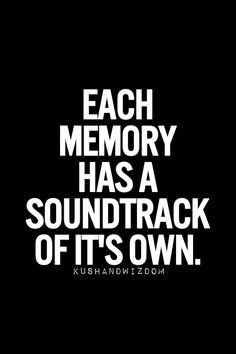 EACH
MEMORY
HAS A
SOUNDTRACK
OF IT'S OWN.
KUSHANDWIZDOM